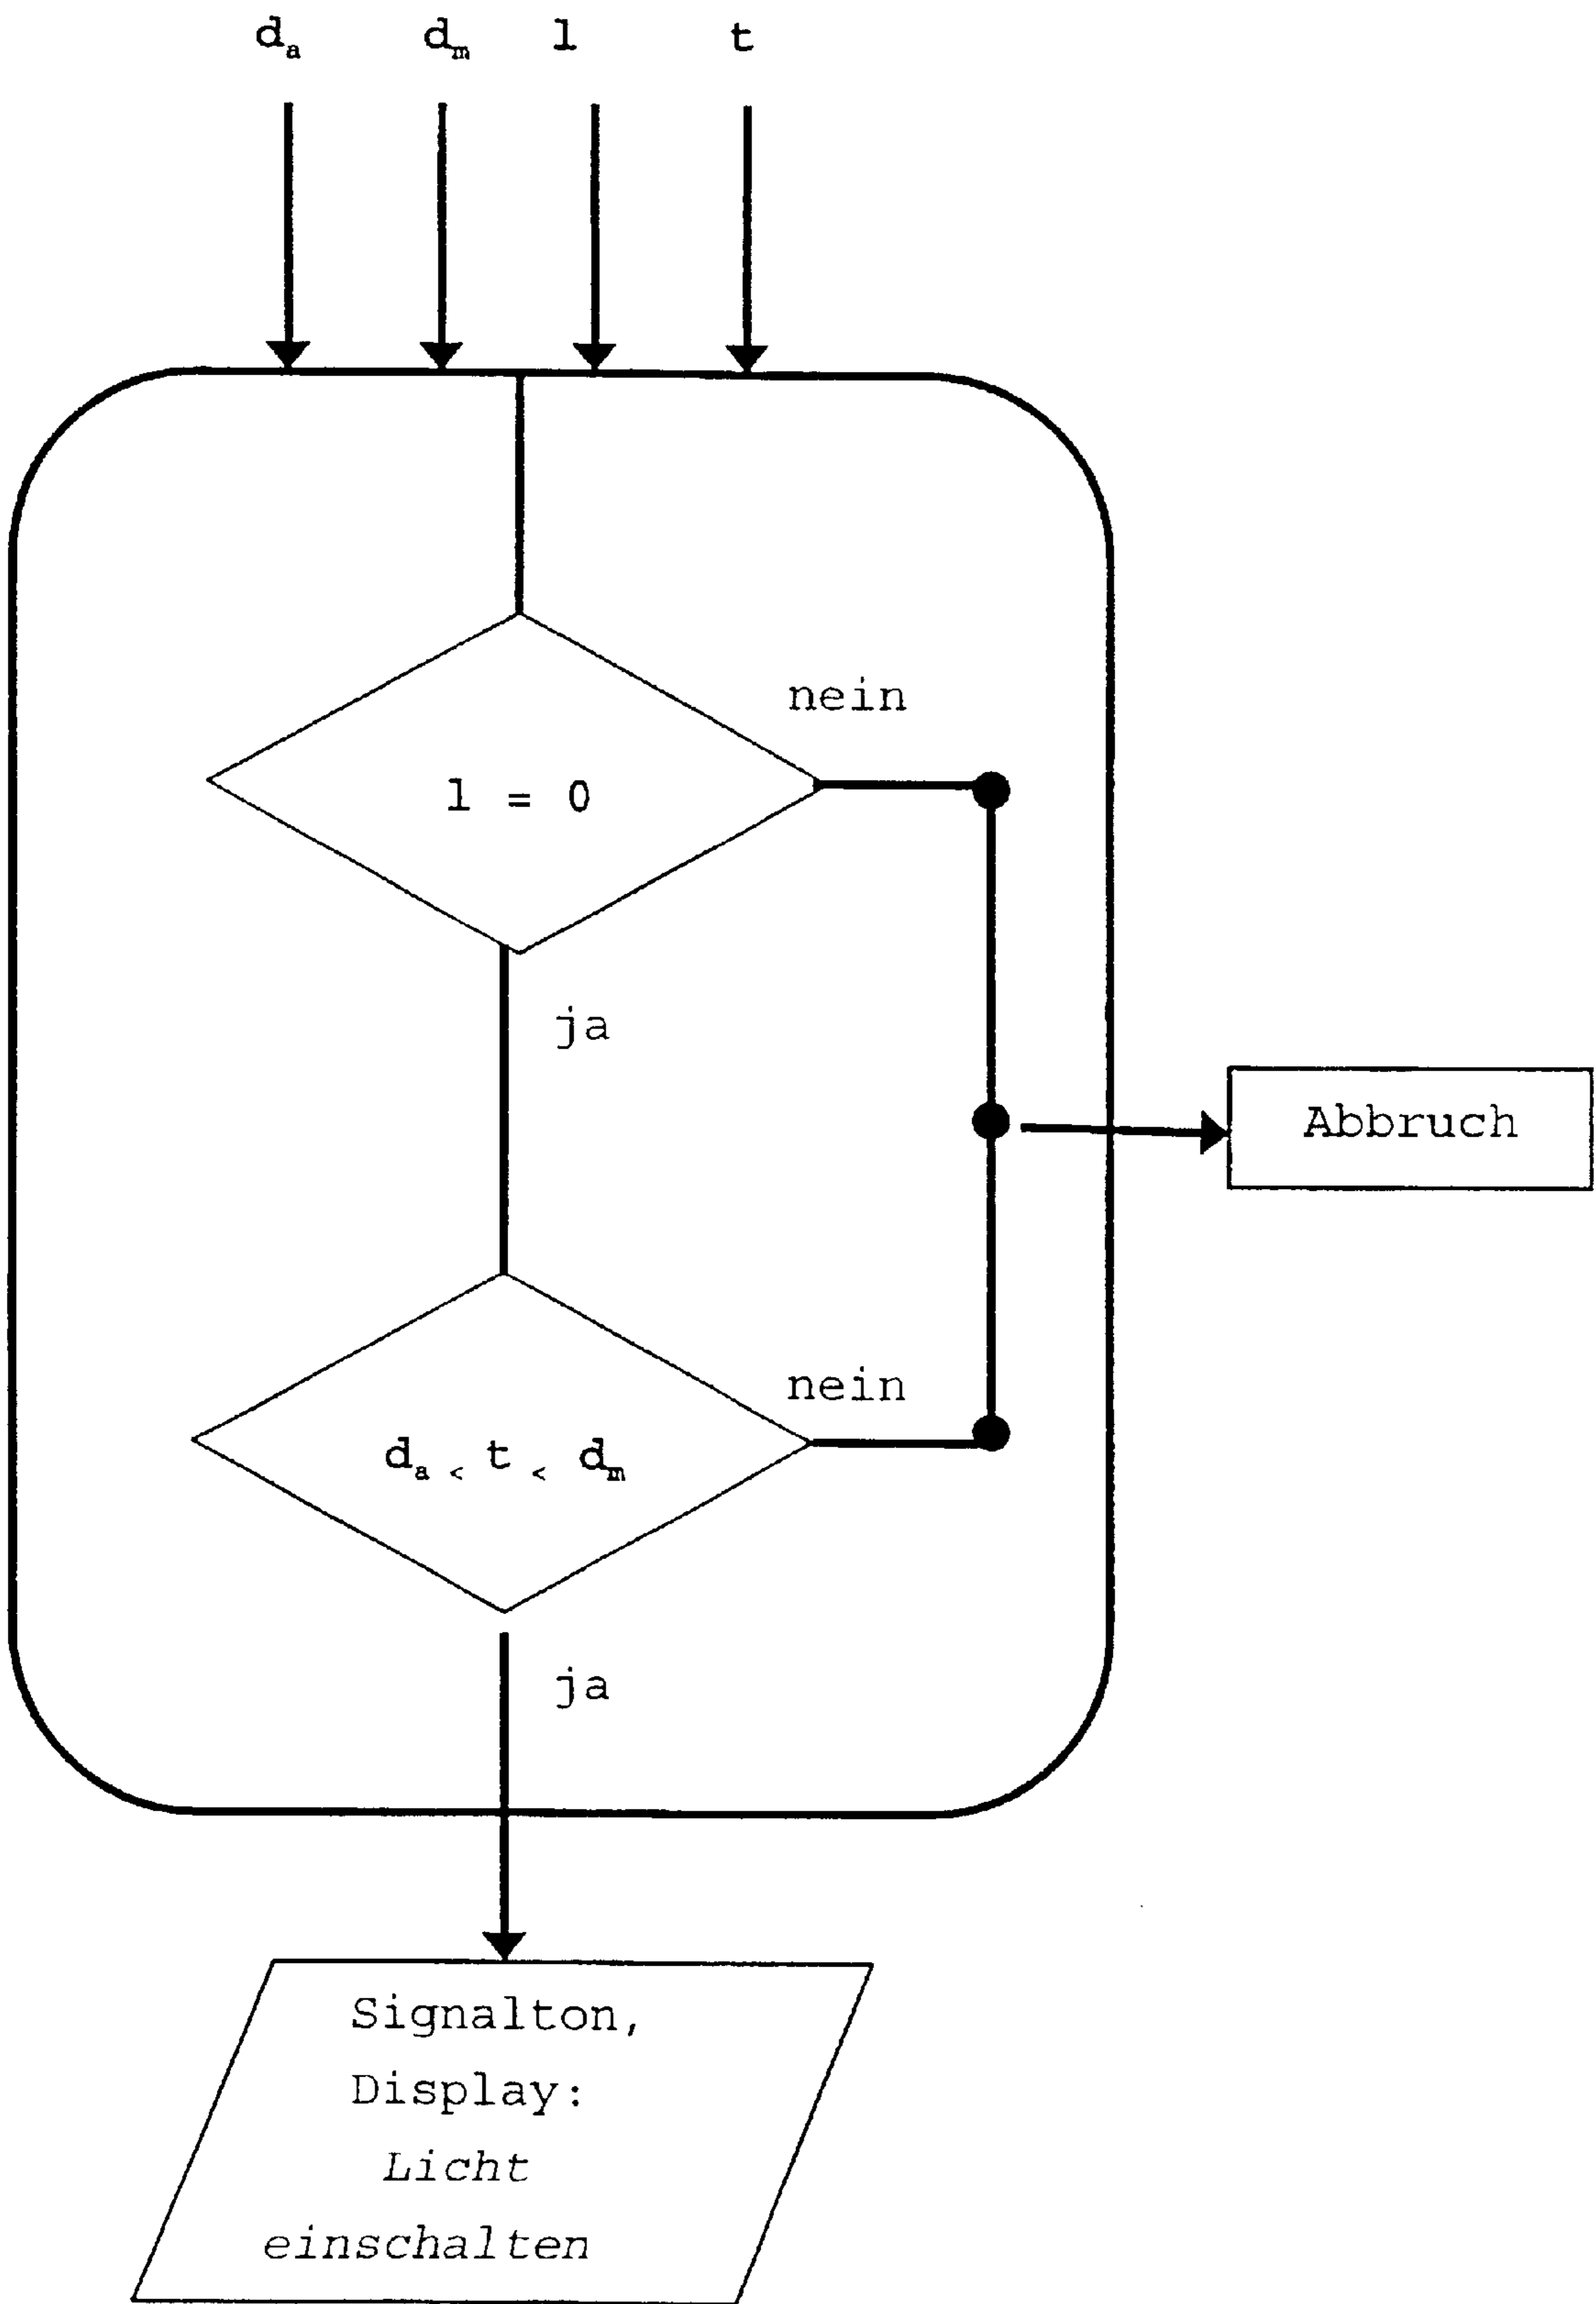 dₐ dₘ l t
nein
l = 0
ja
Abbruch
nein
dₐ < t < dₘ
ja
Signalton,
Display:
Licht
einschalten